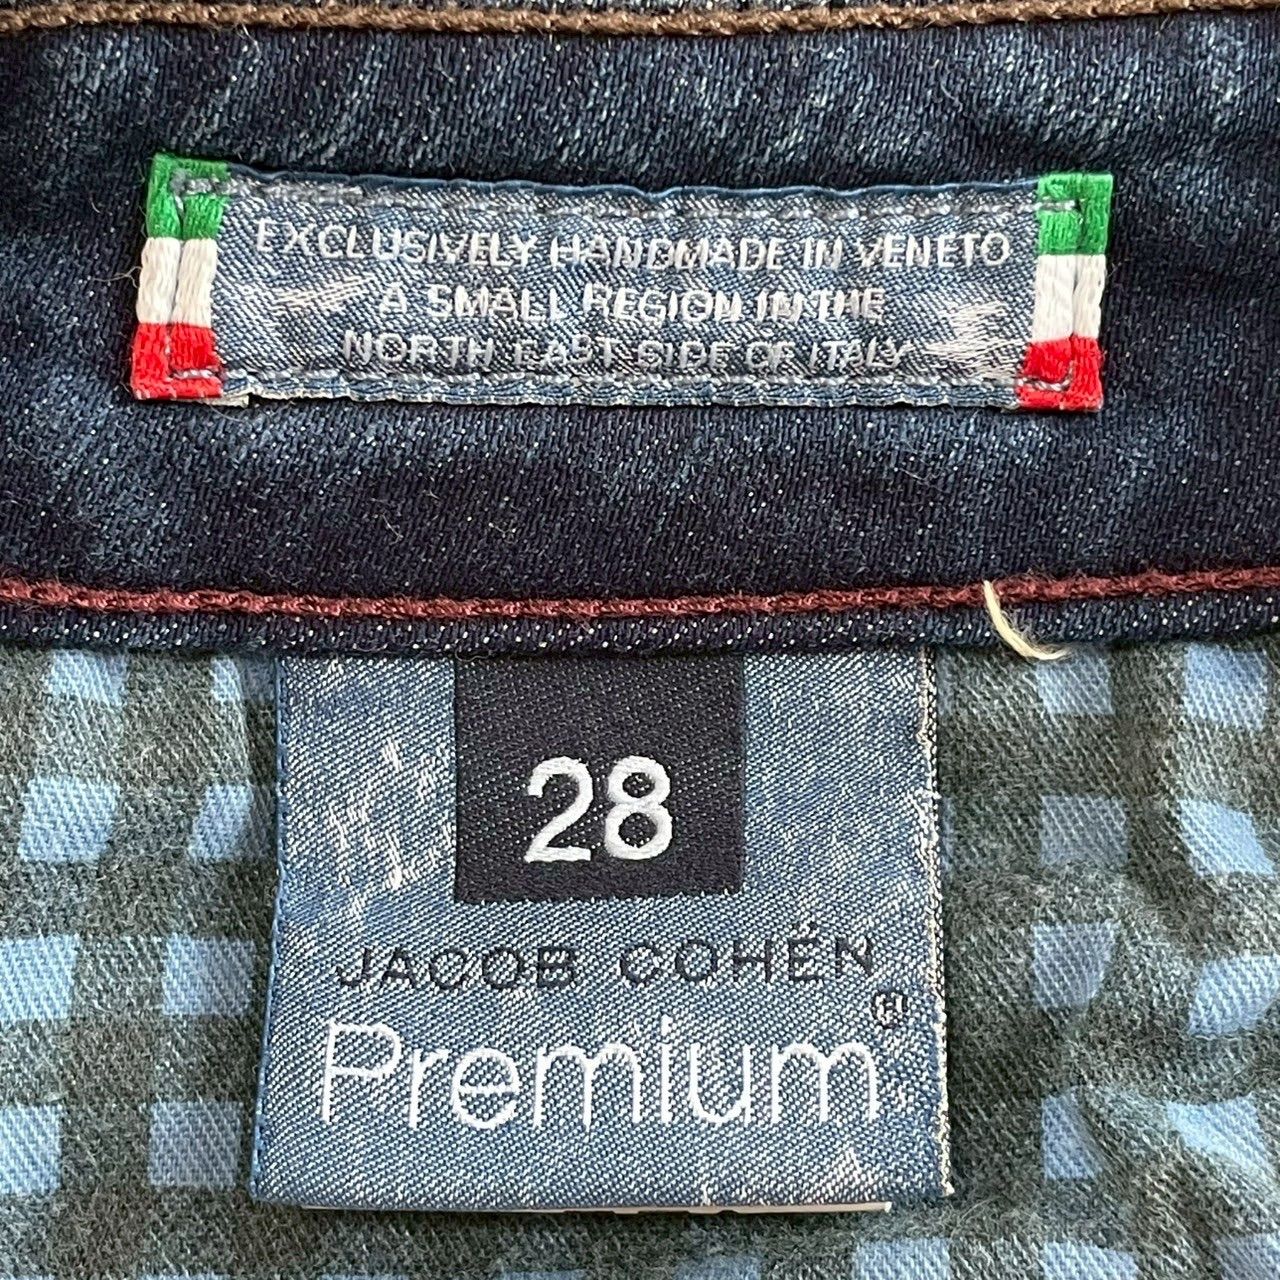 EXCLUSIVELY HANDMADE IN VENETO
A SMALL REGION IN THE
NORTH EAST SIDE OF ITALY
28
JACOB COHËN
Premium